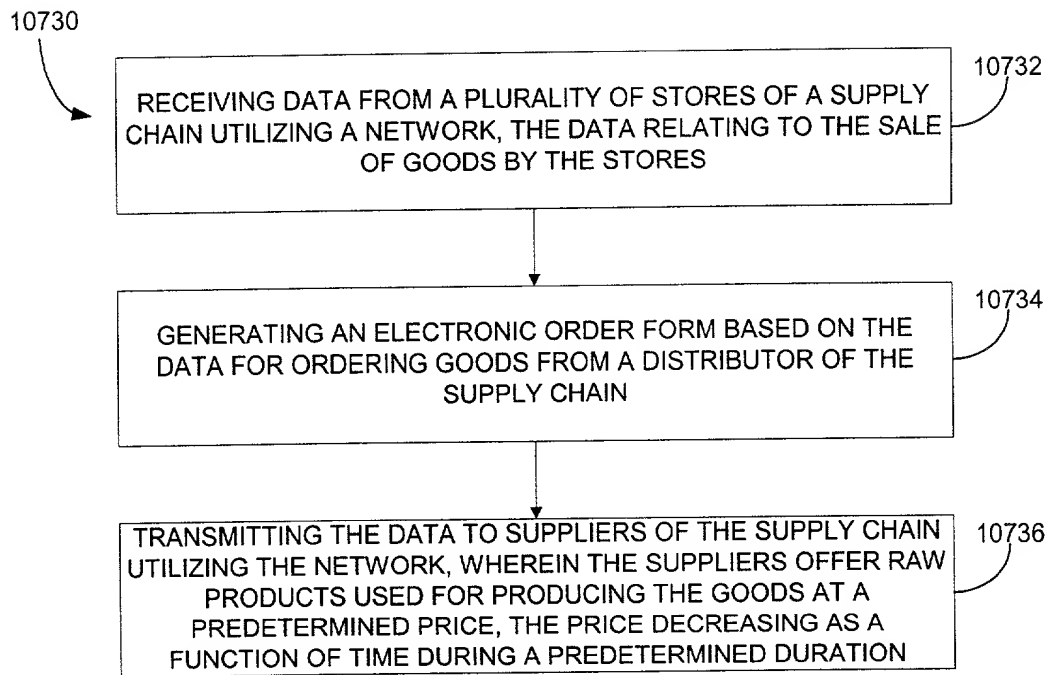 10730
10732
RECEIVING DATA FROM A PLURALITY OF STORES OF A SUPPLY
CHAIN UTILIZING A NETWORK, THE DATA RELATING TO THE SALE
OF GOODS BY THE STORES
10734
GENERATING AN ELECTRONIC ORDER FORM BASED ON THE
DATA FOR ORDERING GOODS FROM A DISTRIBUTOR OF THE
SUPPLY CHAIN
10736
TRANSMITTING THE DATA TO SUPPLIERS OF THE SUPPLY CHAIN
UTILIZING THE NETWORK, WHEREIN THE SUPPLIERS OFFER RAW
PRODUCTS USED FOR PRODUCING THE GOODS AT A
PREDETERMINED PRICE, THE PRICE DECREASING AS A
FUNCTION OF TIME DURING A PREDETERMINED DURATION